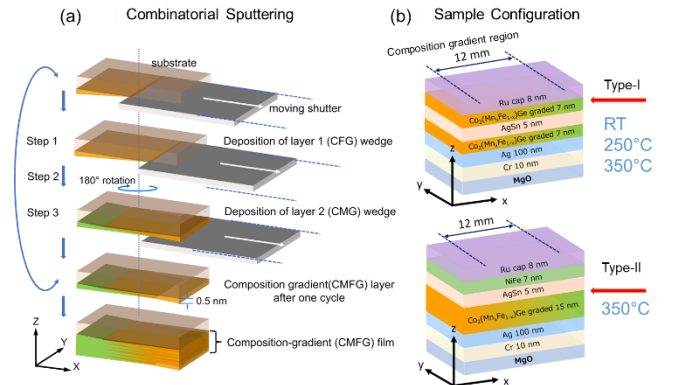 (a) Combinatorial Sputtering
substrate
moving shutter
Step 1
Deposition of layer 1 (CFG) wedge
Step 2
180° rotation
Step 3
Deposition of layer 2 (CMG) wedge
Composition gradient(CMFG) layer
after one cycle
0.5 nm
Composition-gradient (CMFG) film
Z
Y
X
(b) Sample Configuration
Composition gradient region
12 mm
Type-I
Ru cap 8 nm
Co₂(MnₓFe₁₋ₓ)Ge graded 7 nm
AgSn 5 nm
Co₂(MnₓFe₁₋ₓ)Ge graded 7 nm
Ag 100 nm
Cr 10 nm
MgO
RT
250°C
350°C
z
y
x
12 mm
Type-II
Ru cap 8 nm
NiFe 7 nm
AgSn 5 nm
Co₂(MnₓFe₁₋ₓ)Ge graded 15 nm
Ag 100 nm
Cr 10 nm
MgO
350°C
z
y
x